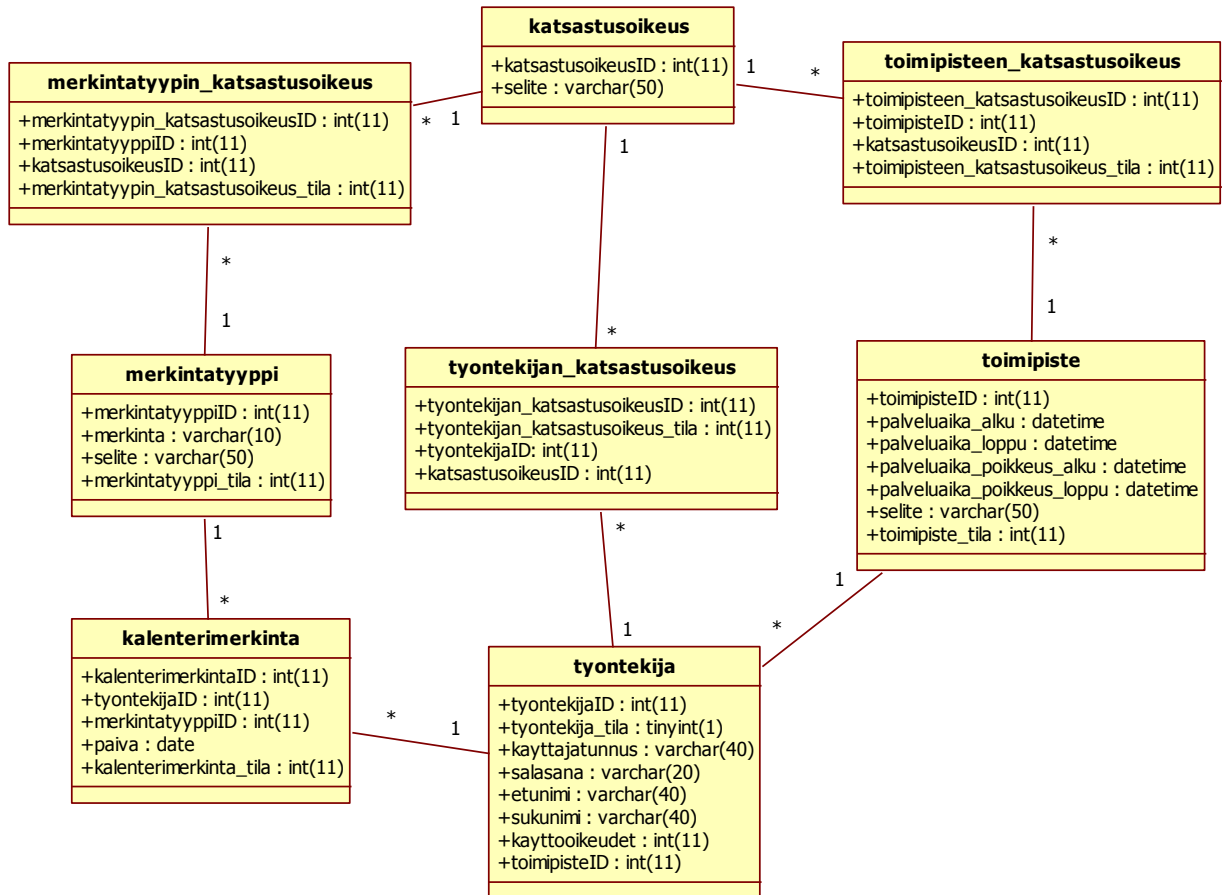 katsastusoikeus
+katsastusoikeusID : int(11)
+selite : varchar(50)
merkintatyypin_katsastusoikeus
+merkintatyypin_katsastusoikeusID : int(11)
+merkintatyyppiID : int(11)
+katsastusoikeusID : int(11)
+merkintatyypin_katsastusoikeus_tila : int(11)
toimipisteen_katsastusoikeus
+toimipisteen_katsastusoikeusID : int(11)
+toimipisteID : int(11)
+katsastusoikeusID : int(11)
+toimipisteen_katsastusoikeus_tila : int(11)
* 1
1 *
1
*
*
1
*
1
merkintatyyppi
+merkintatyyppiID : int(11)
+merkinta : varchar(10)
+selite : varchar(50)
+merkintatyyppi_tila : int(11)
tyontekijan_katsastusoikeus
+tyontekijan_katsastusoikeusID : int(11)
+tyontekijan_katsastusoikeus_tila : int(11)
+tyontekijaID: int(11)
+katsastusoikeusID : int(11)
toimipiste
+toimipisteID : int(11)
+palveluaika_alku : datetime
+palveluaika_loppu : datetime
+palveluaika_poikkeus_alku : datetime
+palveluaika_poikkeus_loppu : datetime
+selite : varchar(50)
+toimipiste_tila : int(11)
1
*
*
1
1
*
kalenterimerkinta
+kalenterimerkintaID : int(11)
+tyontekijaID : int(11)
+merkintatyyppiID : int(11)
+paiva : date
+kalenterimerkinta_tila : int(11)
* 1
tyontekija
+tyontekijaID : int(11)
+tyontekija_tila : tinyint(1)
+kayttajatunnus : varchar(40)
+salasana : varchar(20)
+etunimi : varchar(40)
+sukunimi : varchar(40)
+kayttooikeudet : int(11)
+toimipisteID : int(11)